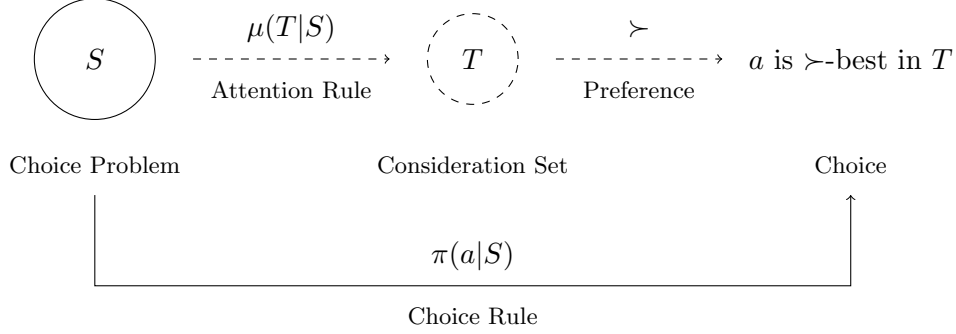 S
μ(T|S)
Attention Rule
T
≻
Preference
a is ≻-best in T
Choice Problem
Consideration Set
Choice
π(a|S)
Choice Rule